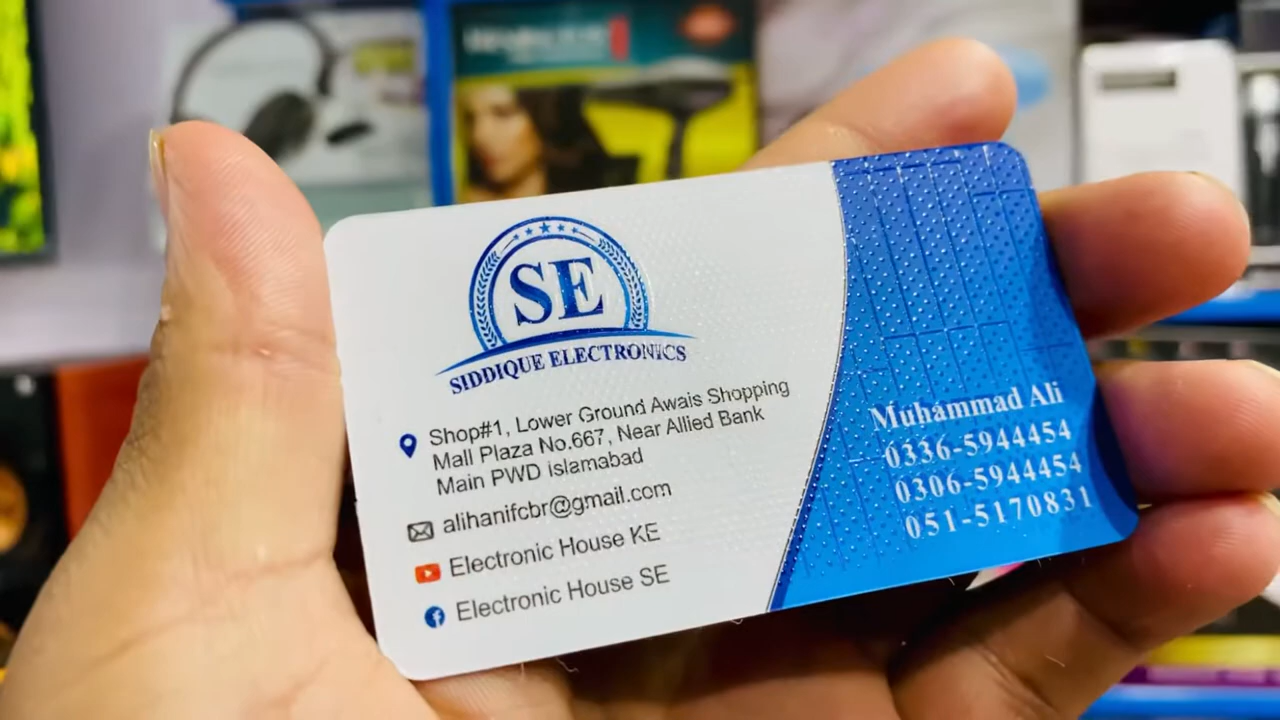 SE
SIDDIQUE ELECTRONICS
Shop#1, Lower Ground Awais Shopping
Mall Plaza No.667, Near Allied Bank
Main PWD islamabad
alihanifcbr@gmail.com
Electronic House KE
Electronic House SE
Muhammad Ali
0336-5944454
0306-5944454
051-5170831